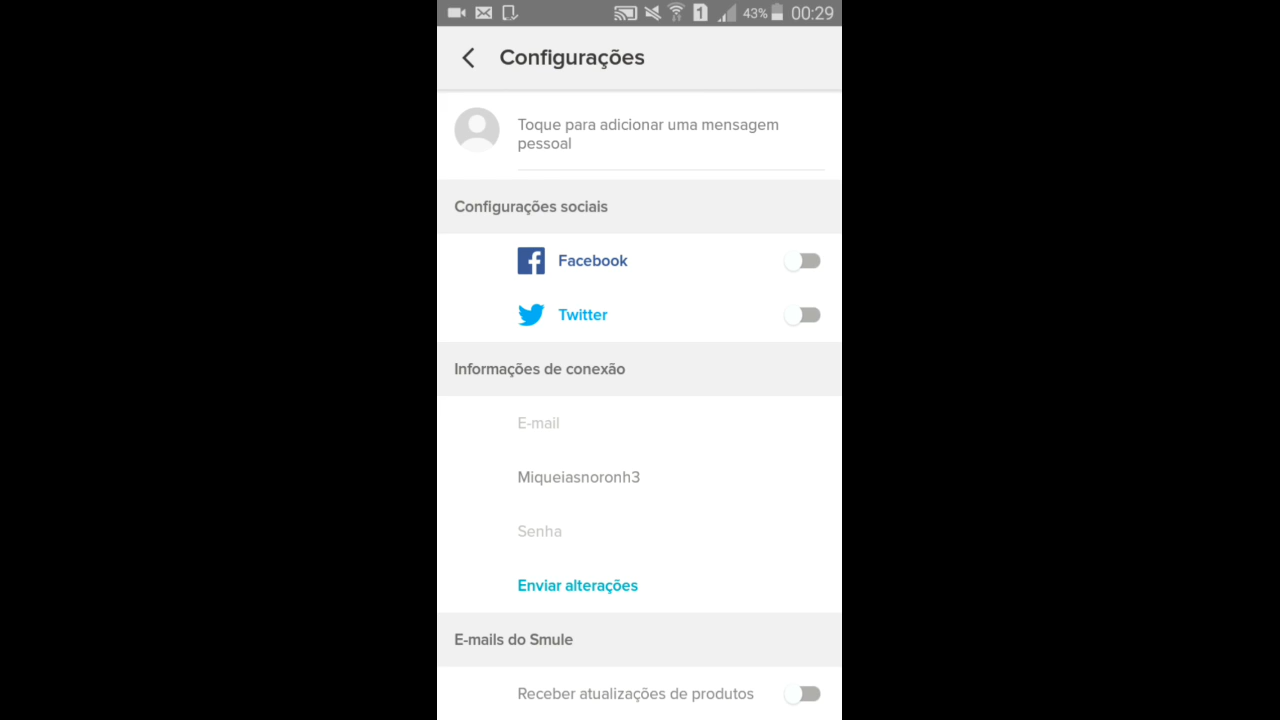 1 43% 00:29
Configurações
Toque para adicionar uma mensagem
pessoal
Configurações sociais
Facebook
Twitter
Informações de conexão
E-mail
Miqueiasnoronh3
Senha
Enviar alterações
E-mails do Smule
Receber atualizações de produtos